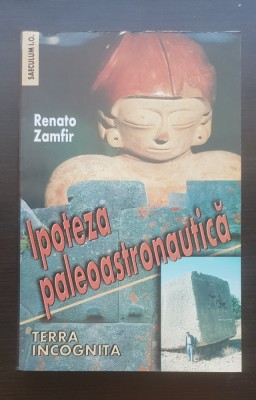 SAECULUM I.O.
Renato
Zamfir
Ipoteza
paleoastronautică
TERRA
INCOGNITA